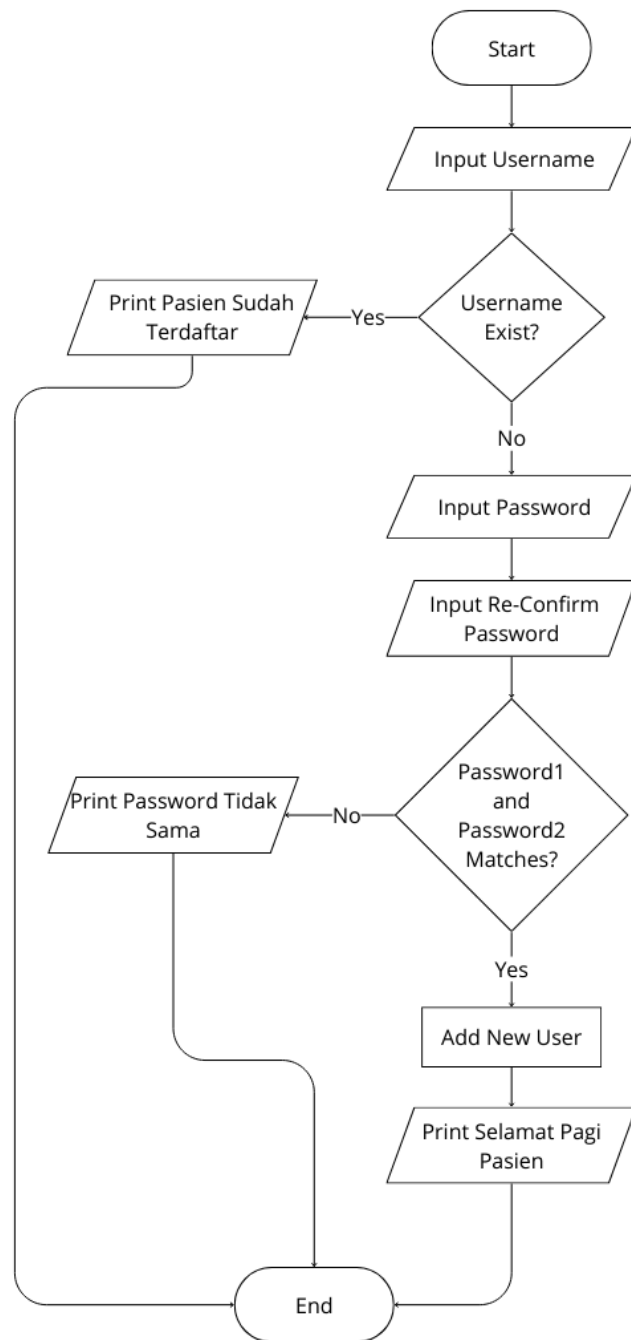 Start
Input Username
Username
Exist?
Yes
Print Pasien Sudah
Terdaftar
No
Input Password
Input Re-Confirm
Password
Password1
and
Password2
Matches?
No
Print Password Tidak
Sama
Yes
Add New User
Print Selamat Pagi
Pasien
End